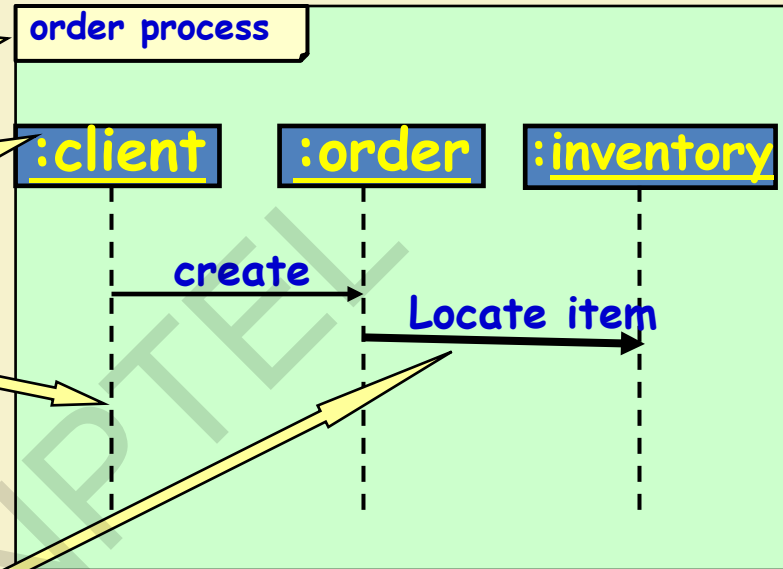 order process
:client
:order
:inventory
create
Locate item
NPTEL